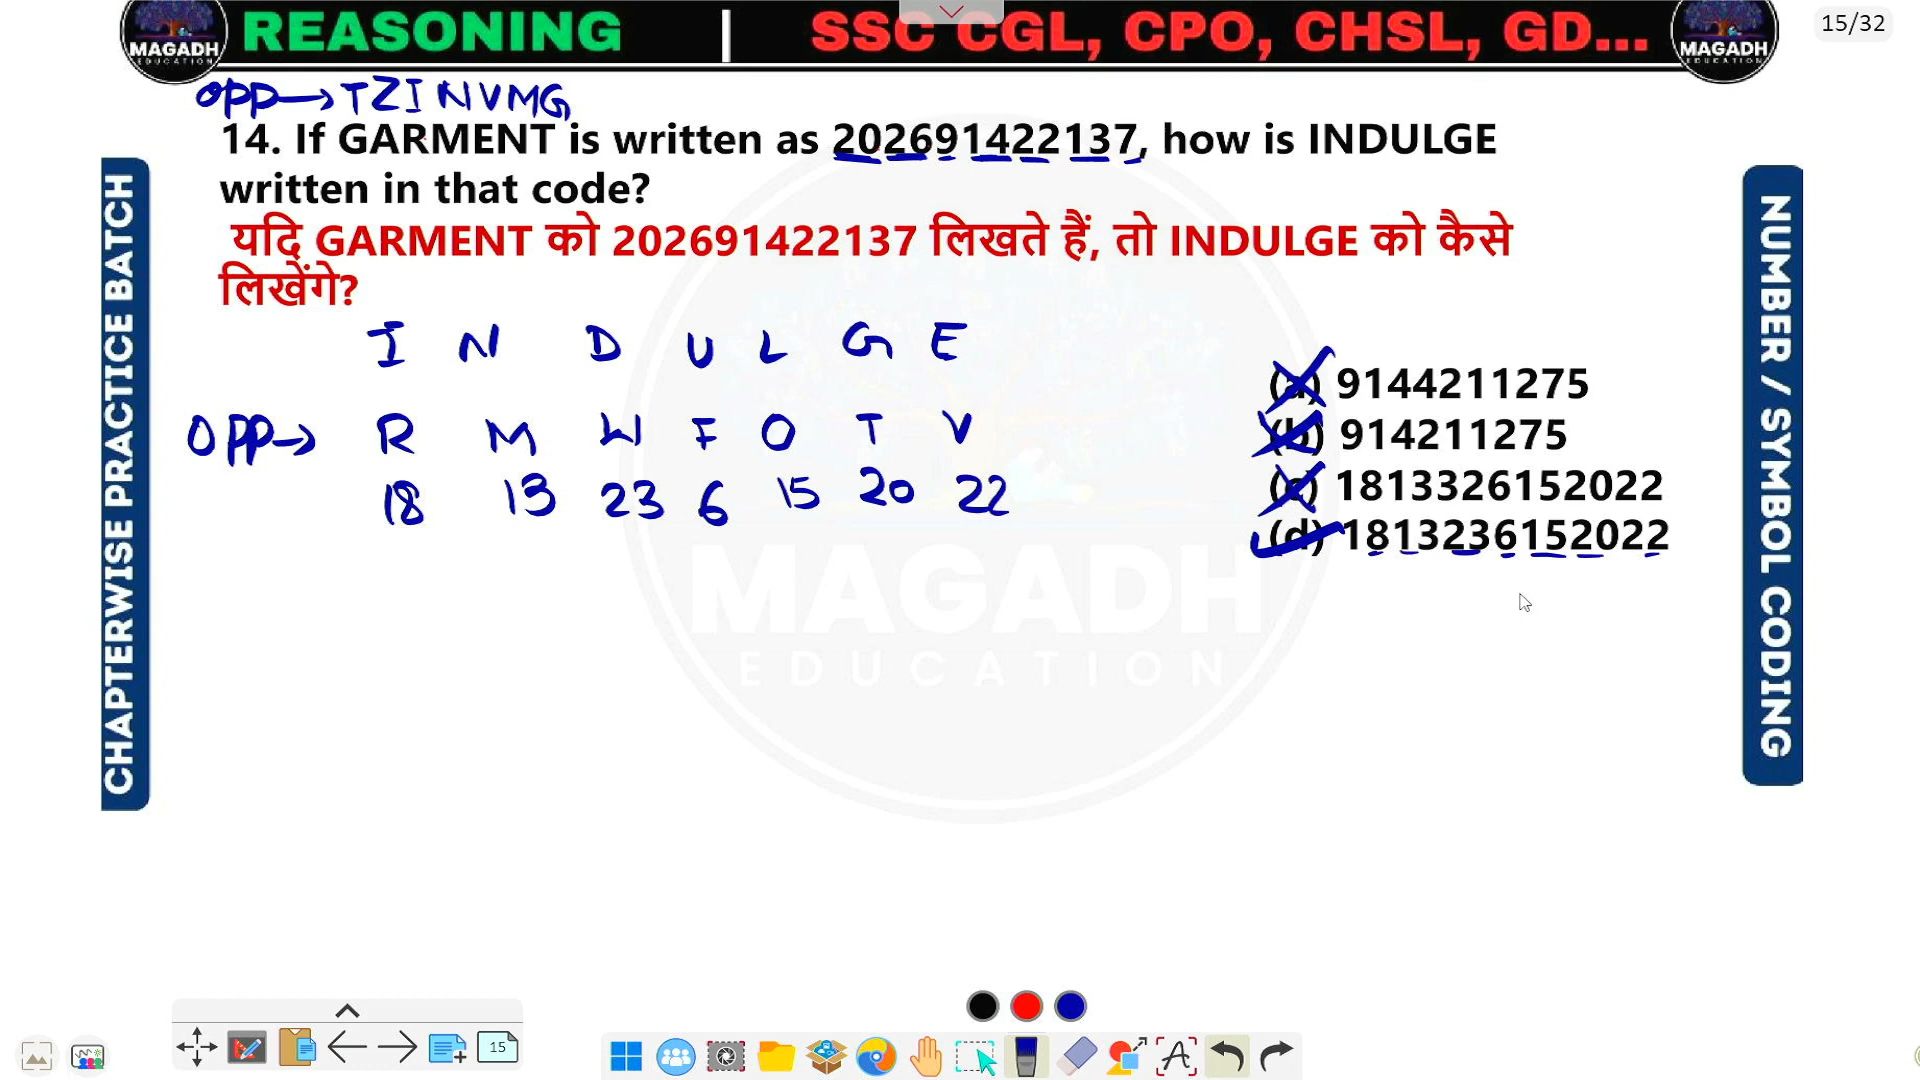 MAGADH EDUCATION REASONING | SSC CGL, CPO, CHSL, GD... MAGADH EDUCATION
15/32
OPP→TZINVMG
14. If GARMENT is written as 202691422137, how is INDULGE
written in that code?
यदि GARMENT को 202691422137 लिखते हैं, तो INDULGE को कैसे
लिखेंगे?
I N D U L G E
OPP→ R M W F O T V
18 13 23 6 15 20 22
(a) 9144211275
(b) 914211275
(c) 1813326152022
(d) 1813236152022
CHAPTERWISE PRACTICE BATCH
NUMBER / SYMBOL CODING
MAGADH
EDUCATION
15